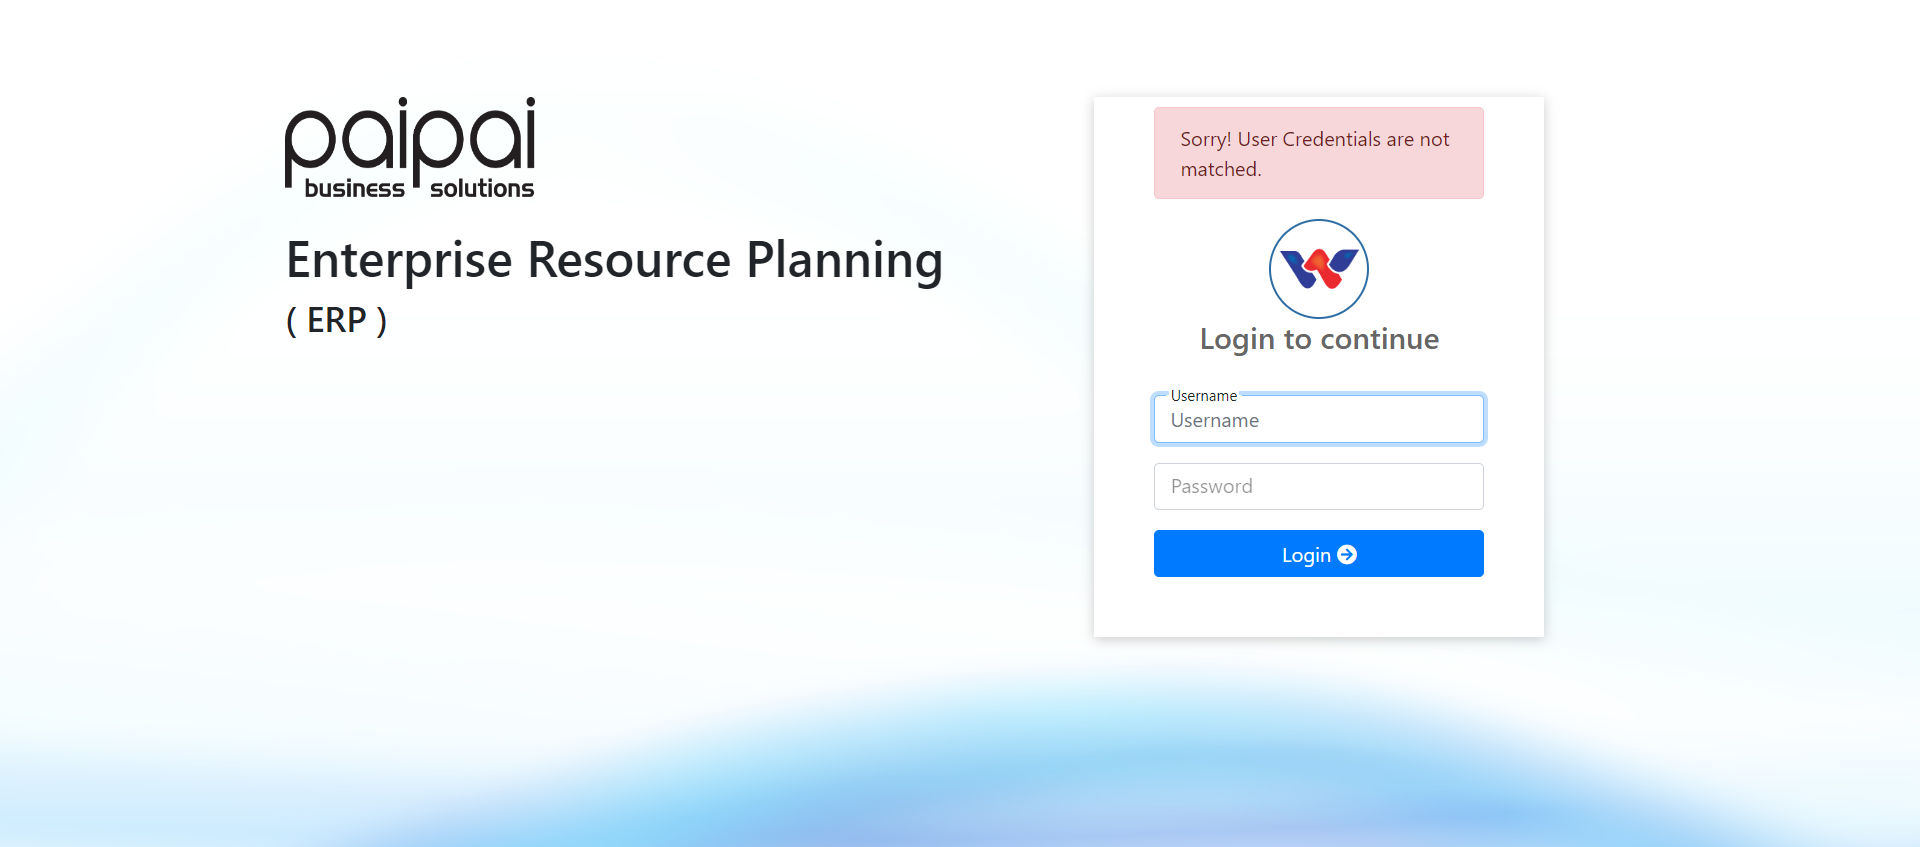 paipai
business solutions
Enterprise Resource Planning
( ERP )
Sorry! User Credentials are not
matched.
Login to continue
Username
Username
Password
Login